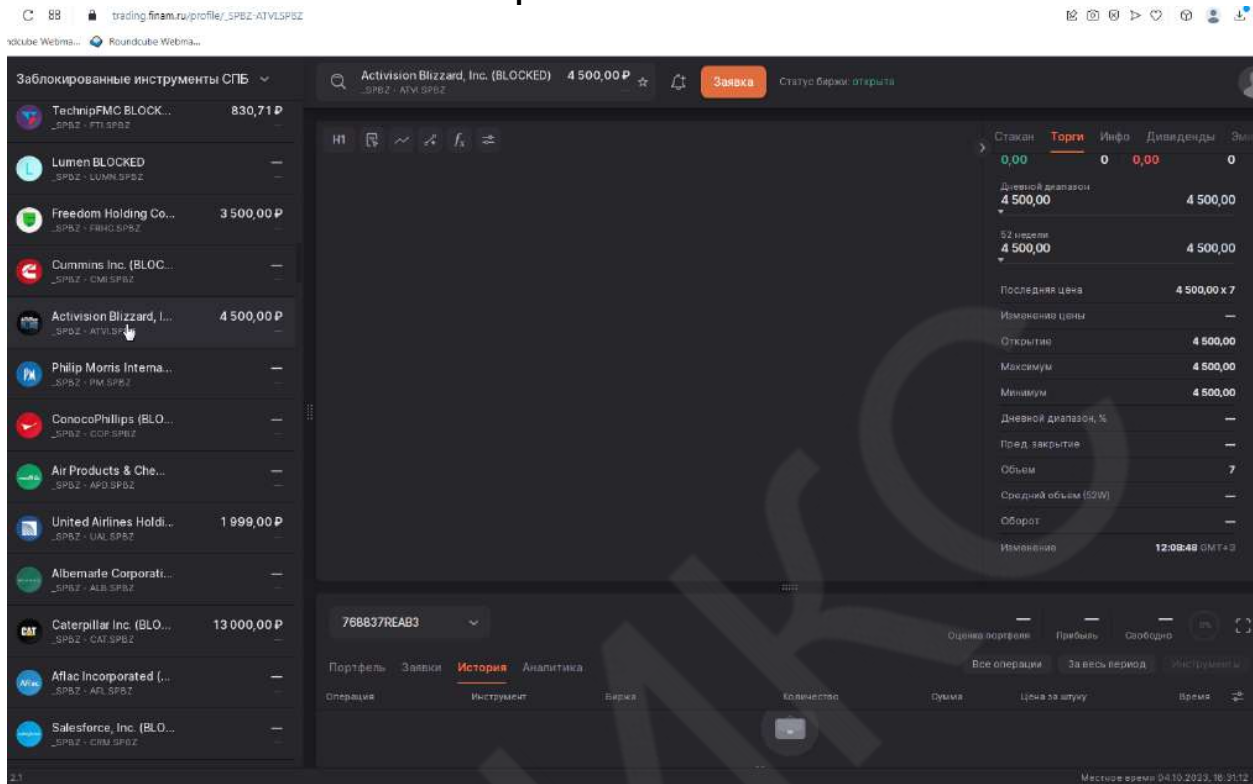 trading.finam.ru/profile/_SPBZ-ATVI.SPBZ
Roundcube Webma...
Заблокированные инструменты СПБ
TechnipFMC BLOCK... 830,71 ₽
_SPBZ - FTI.SPBZ
Lumen BLOCKED —
_SPBZ - LUMN.SPBZ
Freedom Holding Co... 3 500,00 ₽
_SPBZ - FRHC.SPBZ
Cummins Inc. (BLOC... —
_SPBZ - CMI.SPBZ
Activision Blizzard, I... 4 500,00 ₽
_SPBZ - ATVI.SP
Philip Morris Interna... —
_SPBZ - PM.SPBZ
ConocoPhillips (BLO... —
_SPBZ - COP.SPBZ
Air Products & Che... —
_SPBZ - APD.SPBZ
United Airlines Holdi... 1 999,00 ₽
_SPBZ - UAL.SPBZ
Albemarle Corporati... —
_SPBZ - ALB.SPBZ
CAT
Caterpillar Inc. (BLO... 13 000,00 ₽
_SPBZ - CAT.SPBZ
Aflac Incorporated (... —
_SPBZ - AFL.SPBZ
Salesforce, Inc. (BLO... —
_SPBZ - CRM.SPBZ
2.1
Activision Blizzard, Inc. (BLOCKED) 4 500,00 ₽
_SPBZ - ATVI.SPBZ
Заявка
Статус биржи: открыта
H1
Стакан Торги Инфо Дивиденды
0,00 0 0,00 0
Дневной диапазон
4 500,00 4 500,00
52 недели
4 500,00 4 500,00
Последняя цена 4 500,00 x 7
Изменение цены —
Открытие 4 500,00
Максимум 4 500,00
Минимум 4 500,00
Дневной диапазон, % —
Пред. закрытие —
Объем 7
Средний объем (52W) —
Оборот —
Изменение 12:08:48 GMT+3
768837REAB3
Оценка портфеля Прибыль Свободно 0%
Портфель Заявки История Аналитика
Все операции За весь период Инструменты
Операция Инструмент Биржа Количество Сумма Цена за штуку Время
Местное время 04.10.2023, 16:31:12
МКС